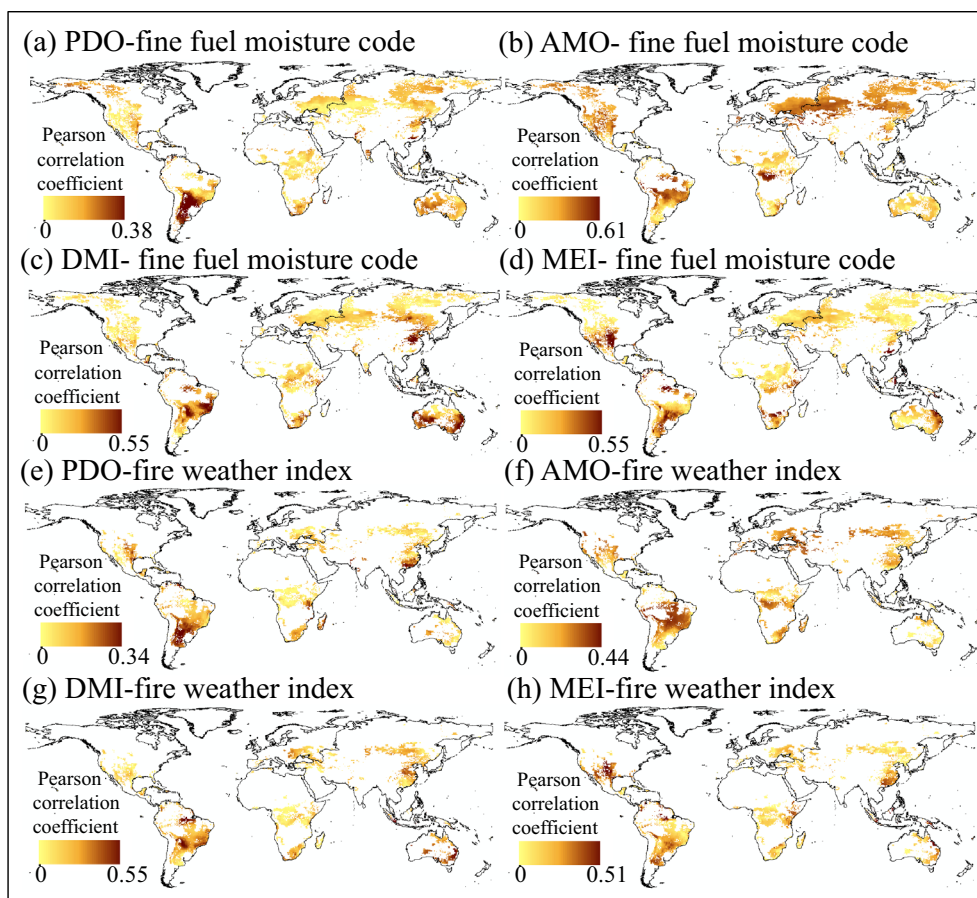 (a) PDO-fine fuel moisture code
(b) AMO- fine fuel moisture code
Pearson
correlation
coefficient
0 0.38
Pearson
correlation
coefficient
0 0.61
(c) DMI- fine fuel moisture code
(d) MEI- fine fuel moisture code
Pearson
correlation
coefficient
0 0.55
Pearson
correlation
coefficient
0 0.55
(e) PDO-fire weather index
(f) AMO-fire weather index
Pearson
correlation
coefficient
0 0.34
Pearson
correlation
coefficient
0 0.44
(g) DMI-fire weather index
(h) MEI-fire weather index
Pearson
correlation
coefficient
0 0.55
Pearson
correlation
coefficient
0 0.51